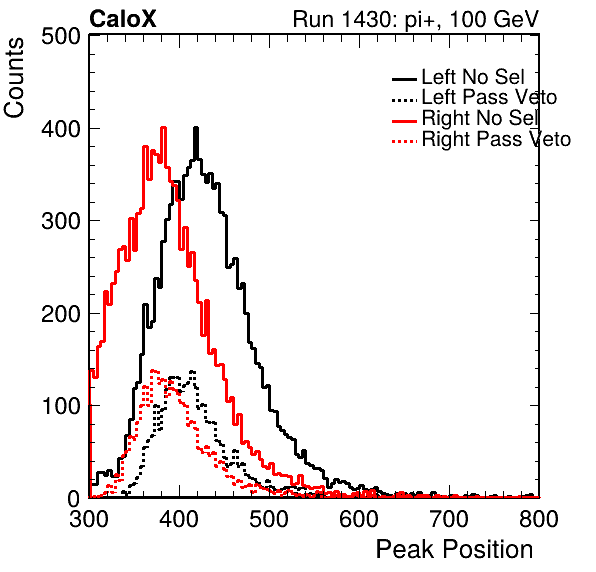 CaloX Run 1430: pi+, 100 GeV
Counts
500
400
300
200
100
0
Left No Sel
Left Pass Veto
Right No Sel
Right Pass Veto
300 400 500 600 700 800
Peak Position